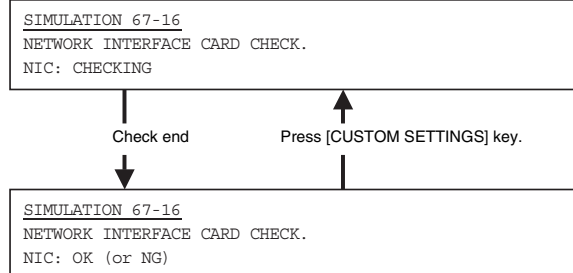 SIMULATION 67-16
NETWORK INTERFACE CARD CHECK.
NIC: CHECKING
Check end
Press [CUSTOM SETTINGS] key.
SIMULATION 67-16
NETWORK INTERFACE CARD CHECK.
NIC: OK (or NG)